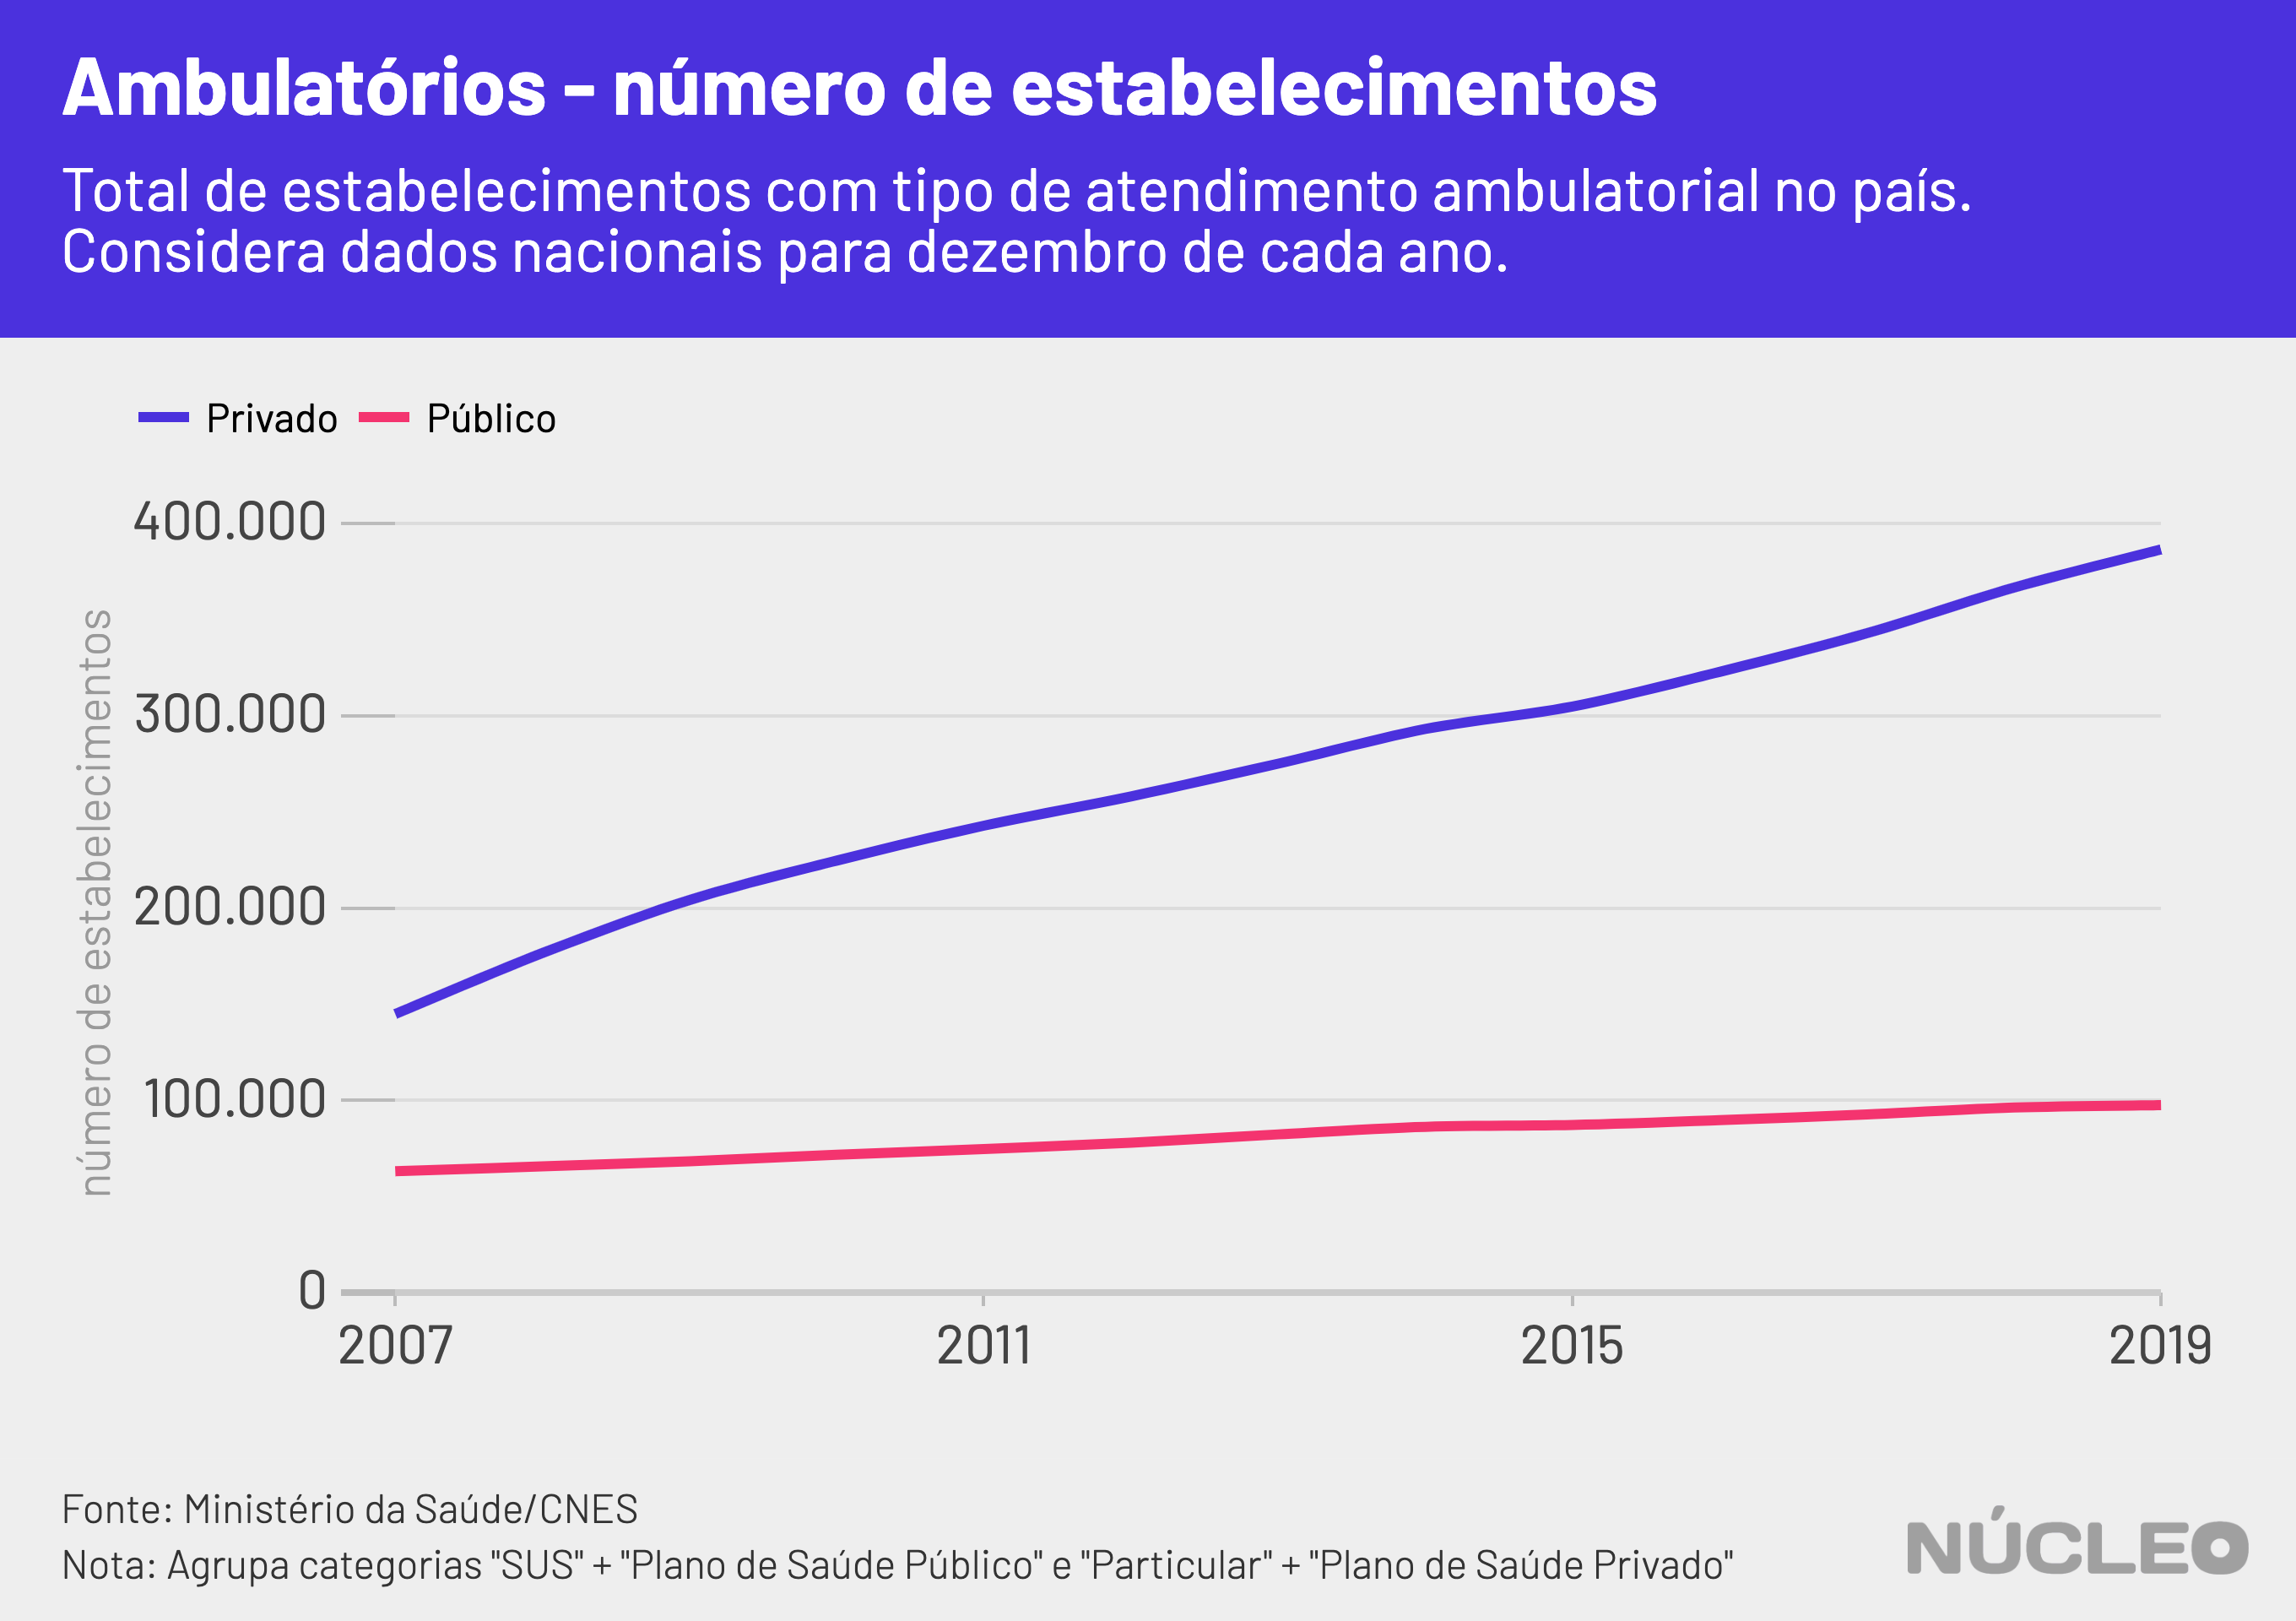 Ambulatórios - número de estabelecimentos
Total de estabelecimentos com tipo de atendimento ambulatorial no país.
Considera dados nacionais para dezembro de cada ano.
Privado
Público
número de estabelecimentos
400.000
300.000
200.000
100.000
0
2007
2011
2015
2019
Fonte: Ministério da Saúde/CNES
Nota: Agrupa categorias "SUS" + "Plano de Saúde Público" e "Particular" + "Plano de Saúde Privado"
NÚCLEO